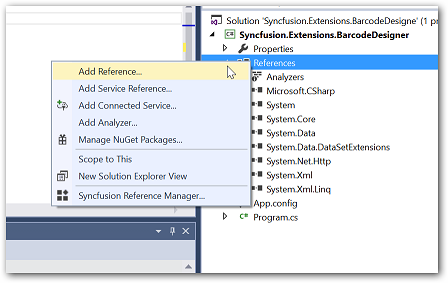 Solution 'Syncfusion.Extensions.BarcodeDesigner' (1 pr
Syncfusion.Extensions.BarcodeDesigner
Properties
References
Analyzers
Microsoft.CSharp
System
System.Core
System.Data
System.Data.DataSetExtensions
System.Net.Http
System.Xml
System.Xml.Linq
App.config
C# Program.cs
Add Reference...
Add Service Reference...
Add Connected Service...
Add Analyzer...
Manage NuGet Packages...
Scope to This
New Solution Explorer View
Syncfusion Reference Manager...